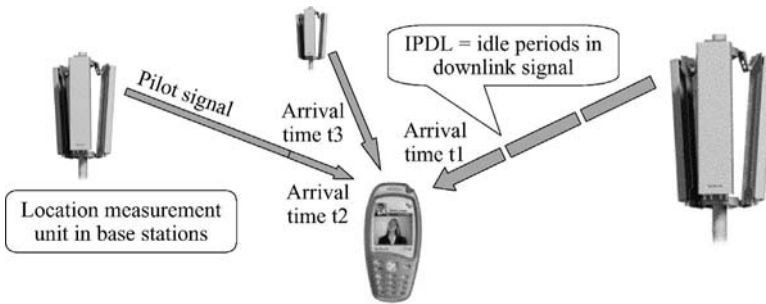 IPDL = idle periods in
downlink signal
Pilot signal
Arrival
time t3
Arrival
time t1
Arrival
time t2
Location measurement
unit in base stations